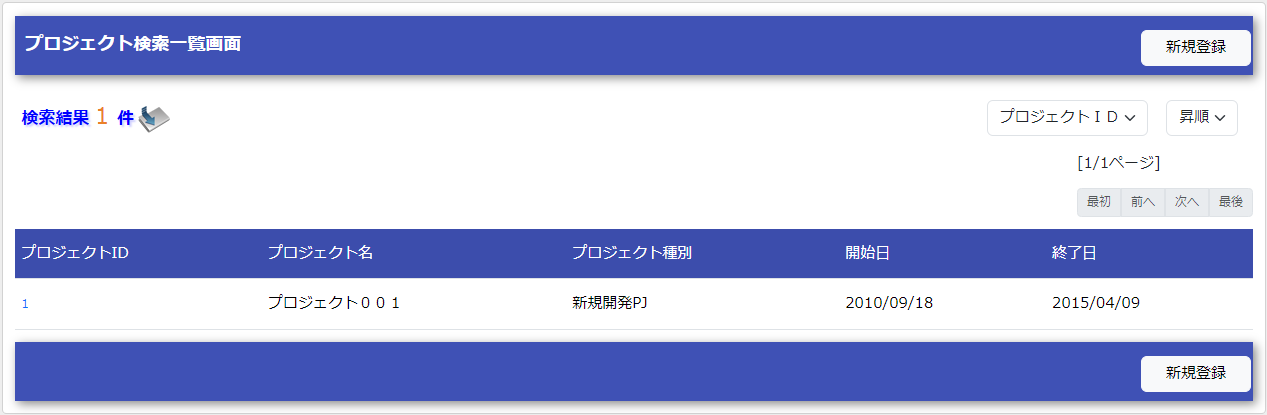 プロジェクト検索一覧画面
新規登録
検索結果 1 件
プロジェクトＩＤ
昇順
[1/1ページ]
最初 前へ 次へ 最後
プロジェクトID プロジェクト名 プロジェクト種別 開始日 終了日
1 プロジェクト００１ 新規開発PJ 2010/09/18 2015/04/09
新規登録